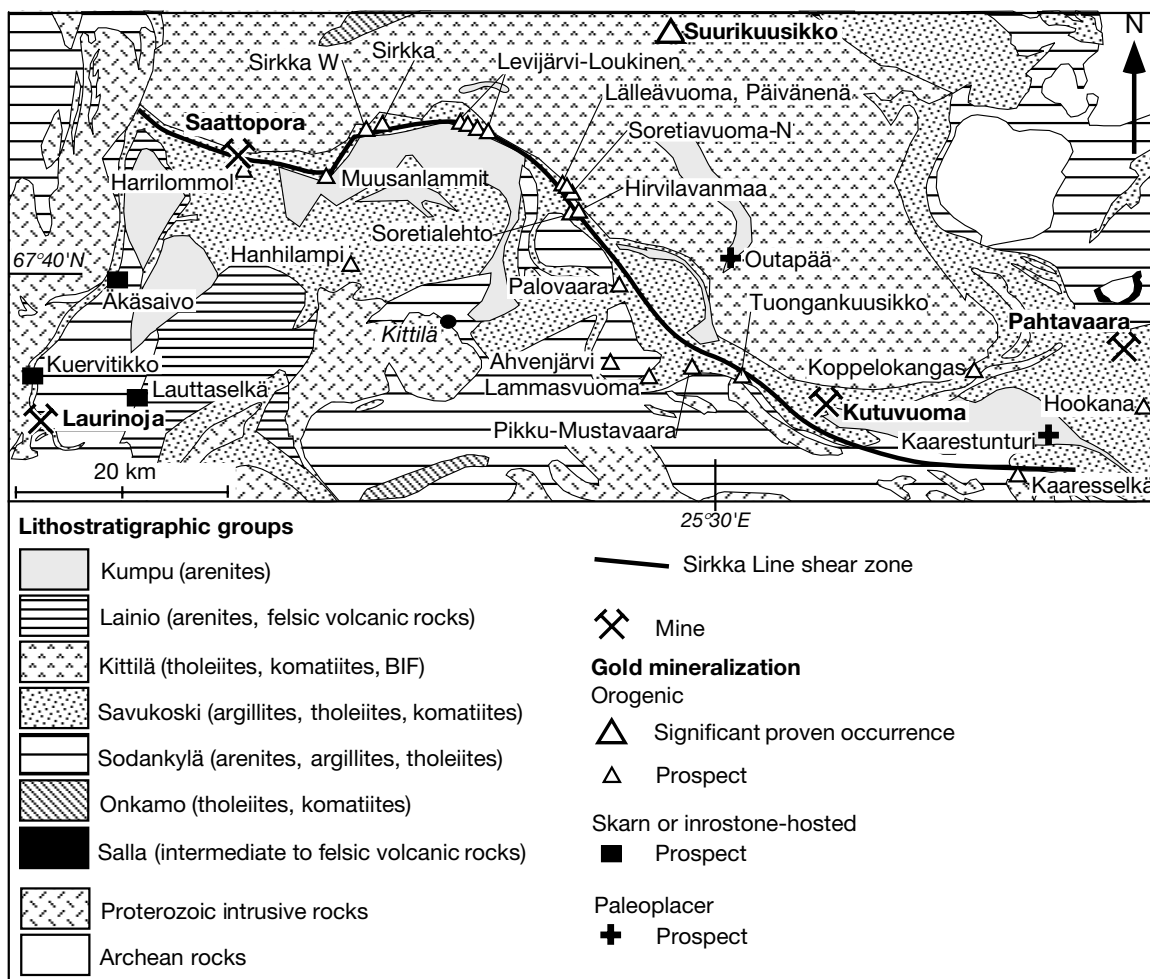 N
Suurikuusikko
Sirkka
Sirkka W
Levijärvi-Loukinen
Lälleävuoma, Päivänenä
Saattopora
Soretiavuoma-N
Harrilommol
Muusanlammit
Hirvilavanmaa
Soretialehto
67°40'N
Hanhilampi
Outapää
Äkäsaivo
Palovaara
Tuongankuusikko
Kittilä
Pahtavaara
Kuervitikko
Ahvenjärvi
Koppelokangas
Lauttaselkä
Lammasvuoma
Laurinoja
Kutuvuoma
Hookana
Pikku-Mustavaara
Kaarestunturi
20 km
Kaaresselkä
25°30'E
Lithostratigraphic groups
Kumpu (arenites)
Lainio (arenites, felsic volcanic rocks)
Kittilä (tholeiites, komatiites, BIF)
Savukoski (argillites, tholeiites, komatiites)
Sodankylä (arenites, argillites, tholeiites)
Onkamo (tholeiites, komatiites)
Salla (intermediate to felsic volcanic rocks)
Proterozoic intrusive rocks
Archean rocks
Sirkka Line shear zone
Mine
Gold mineralization
Orogenic
Significant proven occurrence
Prospect
Skarn or inrostone-hosted
Prospect
Paleoplacer
Prospect